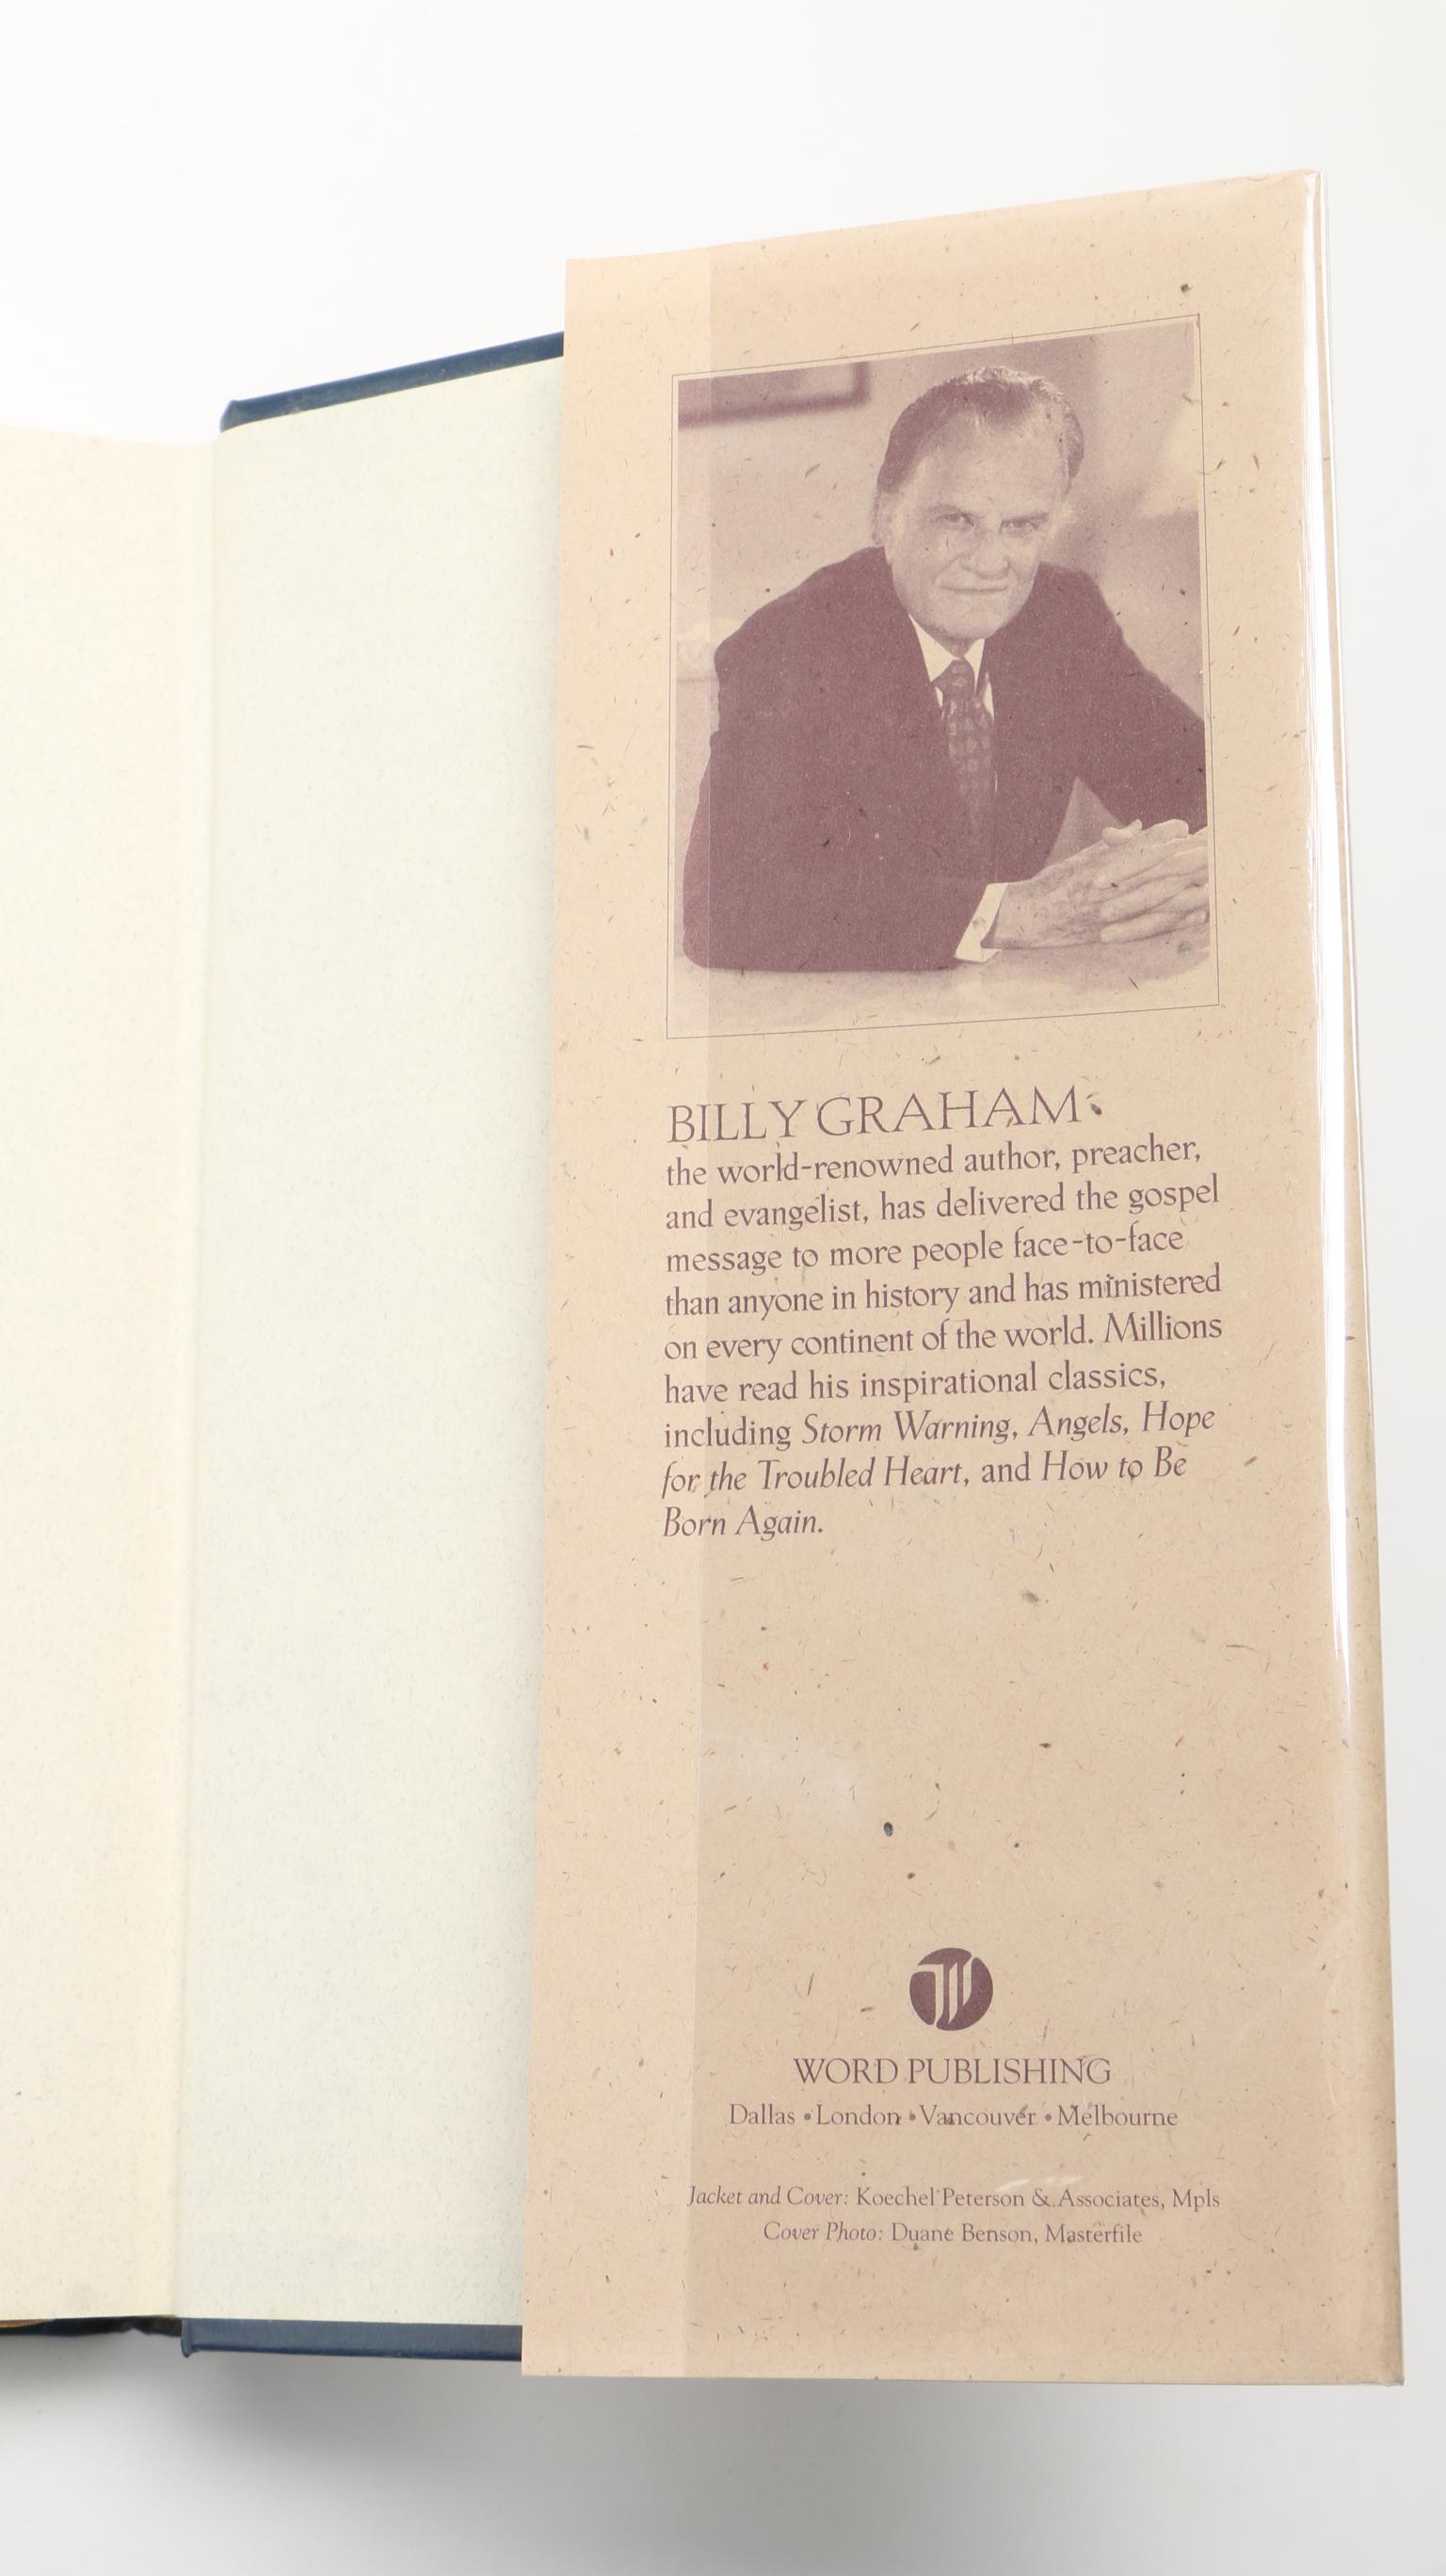 BILLY GRAHAM,
the world-renowned author, preacher,
and evangelist, has delivered the gospel
message to more people face-to-face
than anyone in history and has ministered
on every continent of the world. Millions
have read his inspirational classics,
including Storm Warning, Angels, Hope
for the Troubled Heart, and How to Be
Born Again.
W
WORD PUBLISHING
Dallas • London • Vancouver • Melbourne
Jacket and Cover: Koechel Peterson & Associates, Mpls
Cover Photo: Duane Benson, Masterfile